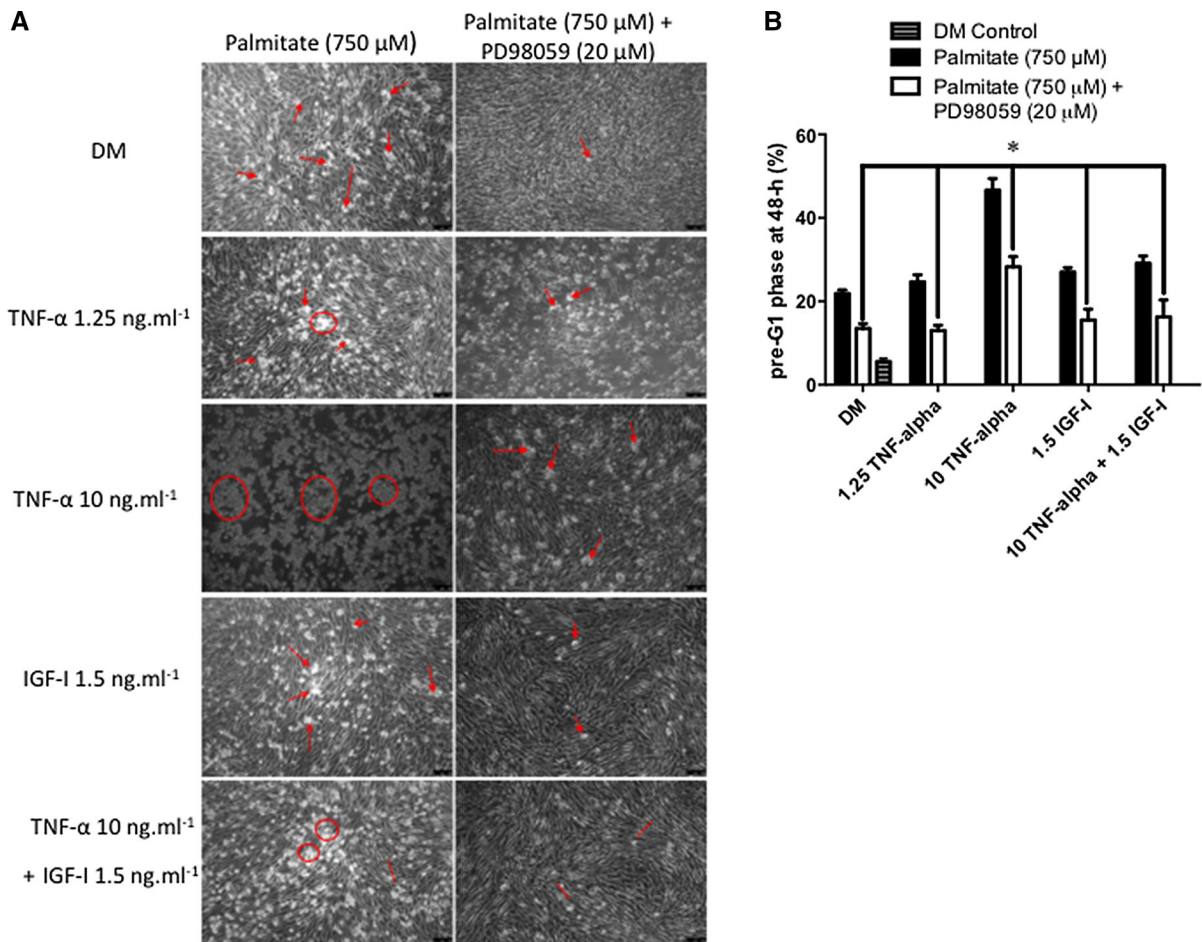 A
Palmitate (750 µM)
Palmitate (750 µM) +
PD98059 (20 µM)
DM
TNF-α 1.25 ng.ml-1
TNF-α 10 ng.ml-1
IGF-I 1.5 ng.ml-1
TNF-α 10 ng.ml-1
+ IGF-I 1.5 ng.ml-1
B
DM Control
Palmitate (750 µM)
Palmitate (750 µM) +
PD98059 (20 µM)
pre-G1 phase at 48-h (%)
60
40
20
0
*
DM
1.25 TNF-alpha
10 TNF-alpha
1.5 IGF-I
10 TNF-alpha + 1.5 IGF-I